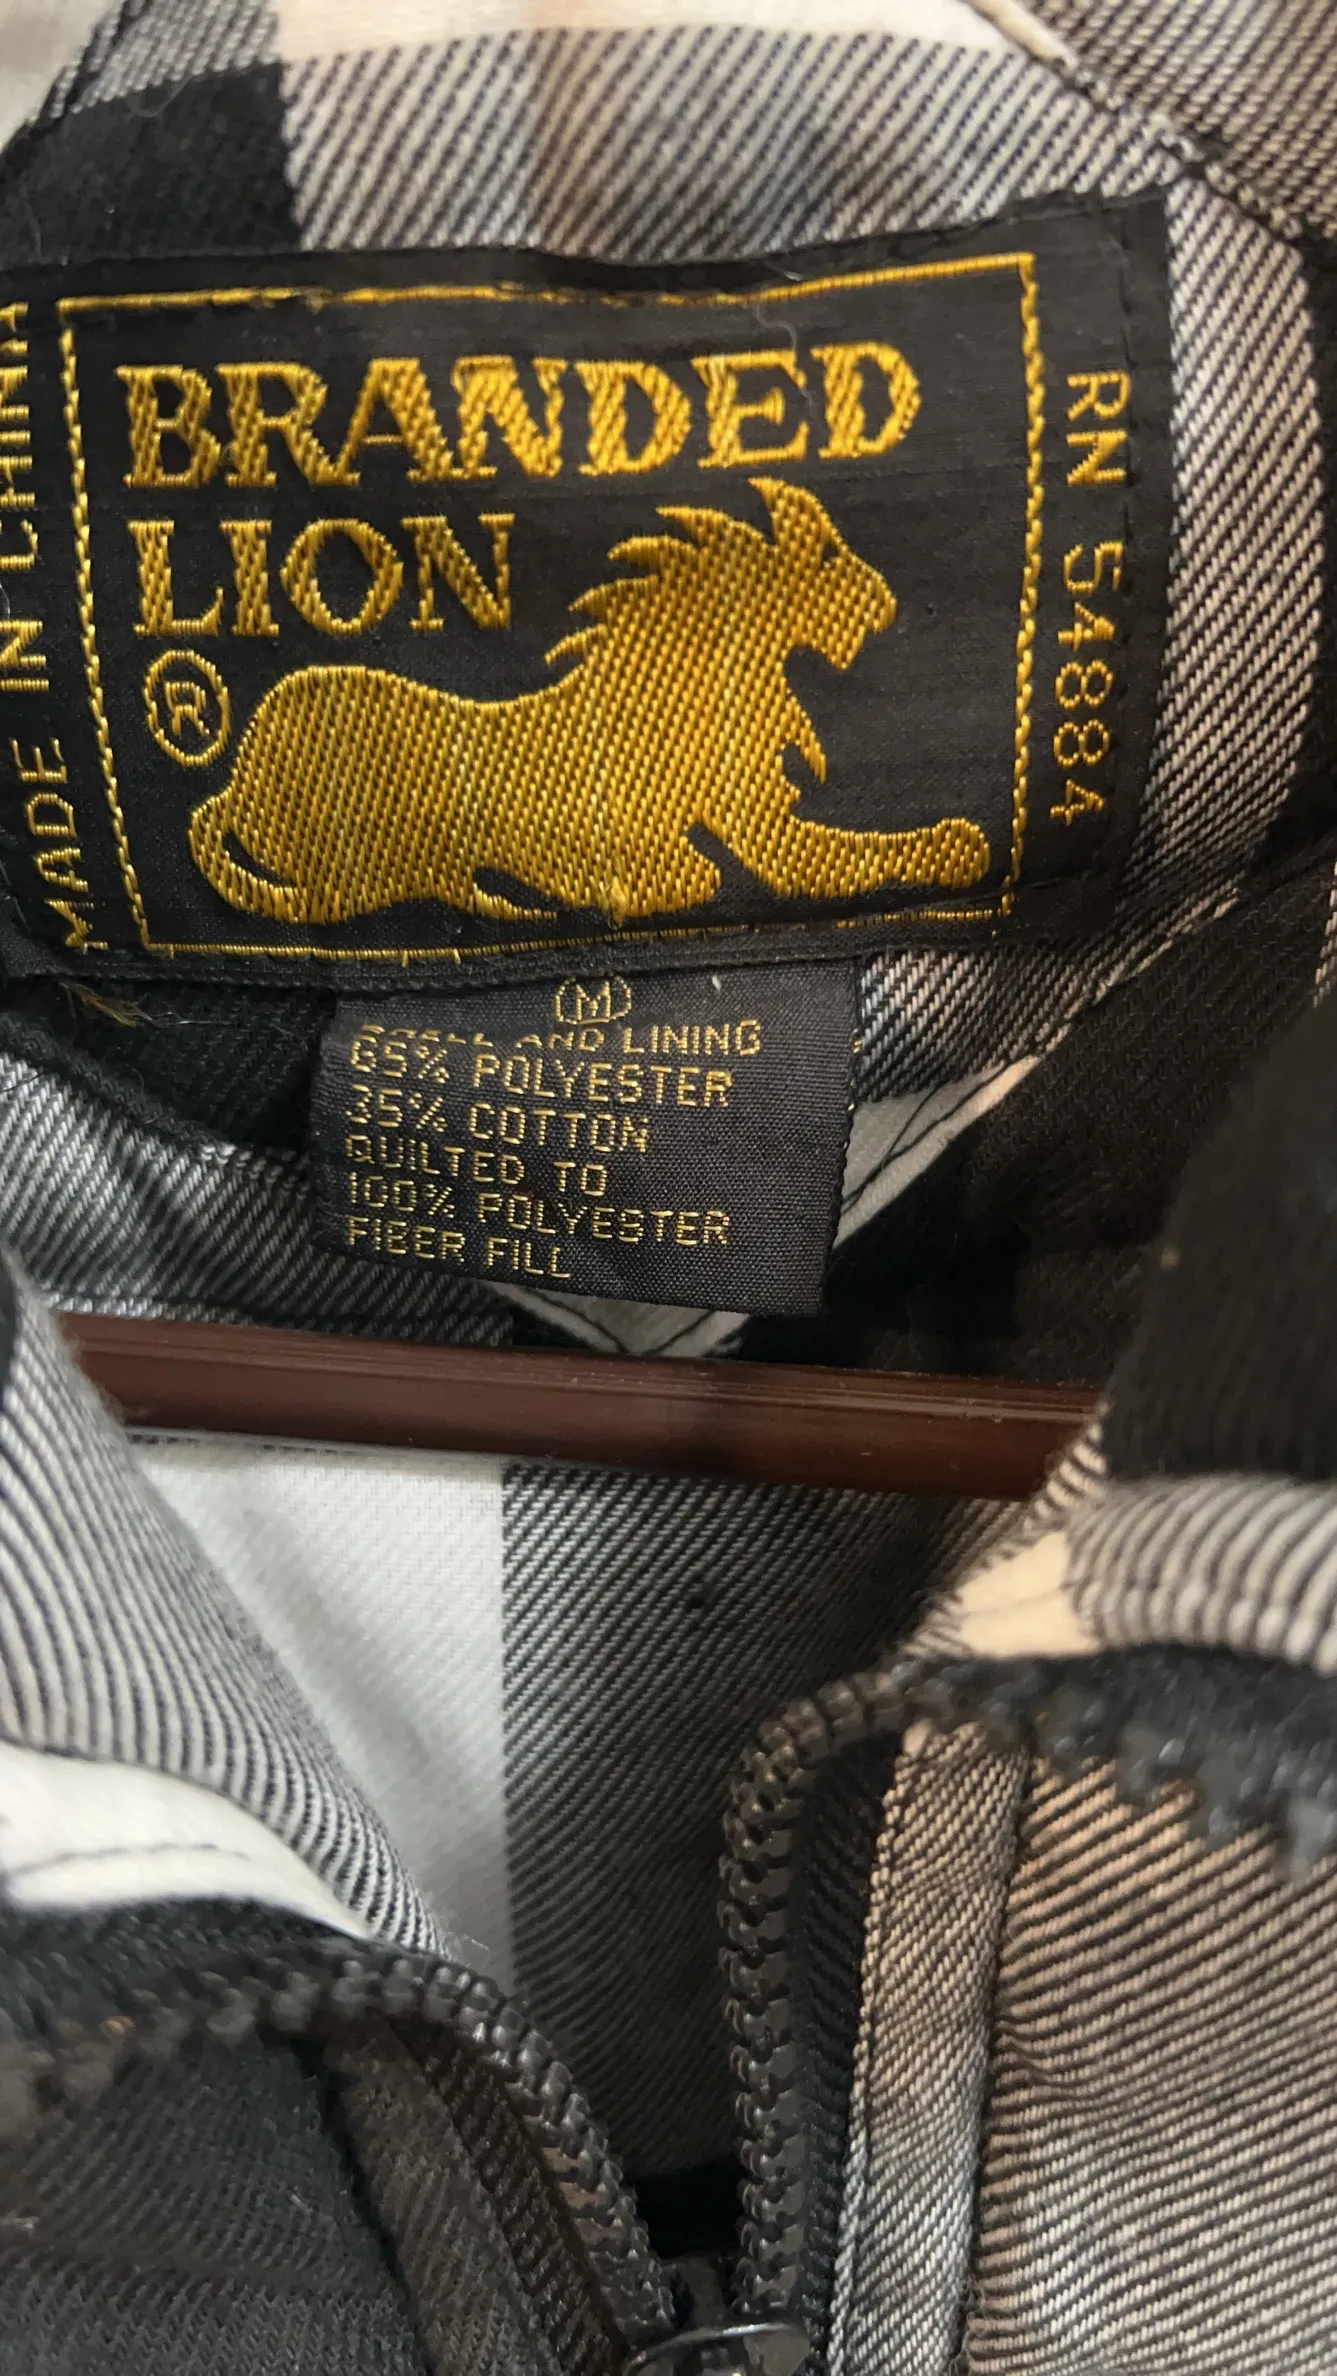 BRANDED
LION
®
MADE IN CHINA
RN 54884
M
SHELL AND LINING
65% POLYESTER
35% COTTON
QUILTED TO
100% POLYESTER
FIBER FILL